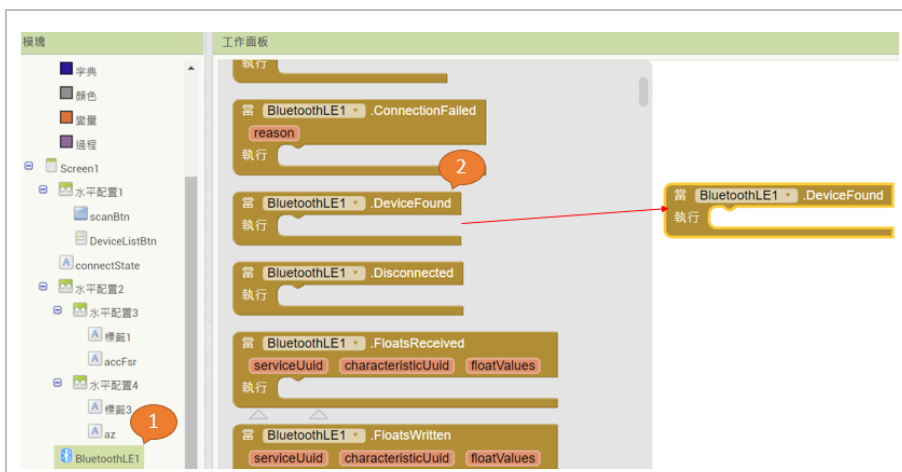 模塊
工作面板
字典
顏色
變量
過程
Screen1
水平配置1
scanBtn
DeviceListBtn
connectState
水平配置2
水平配置3
標籤1
accFsr
水平配置4
標籤3
az
1
BluetoothLE1
執行
當 BluetoothLE1 .ConnectionFailed
reason
執行
2
當 BluetoothLE1 .DeviceFound
執行
當 BluetoothLE1 .Disconnected
執行
當 BluetoothLE1 .FloatsReceived
serviceUuid characteristicUuid floatValues
執行
當 BluetoothLE1 .FloatsWritten
serviceUuid characteristicUuid floatValues
當 BluetoothLE1 .DeviceFound
執行